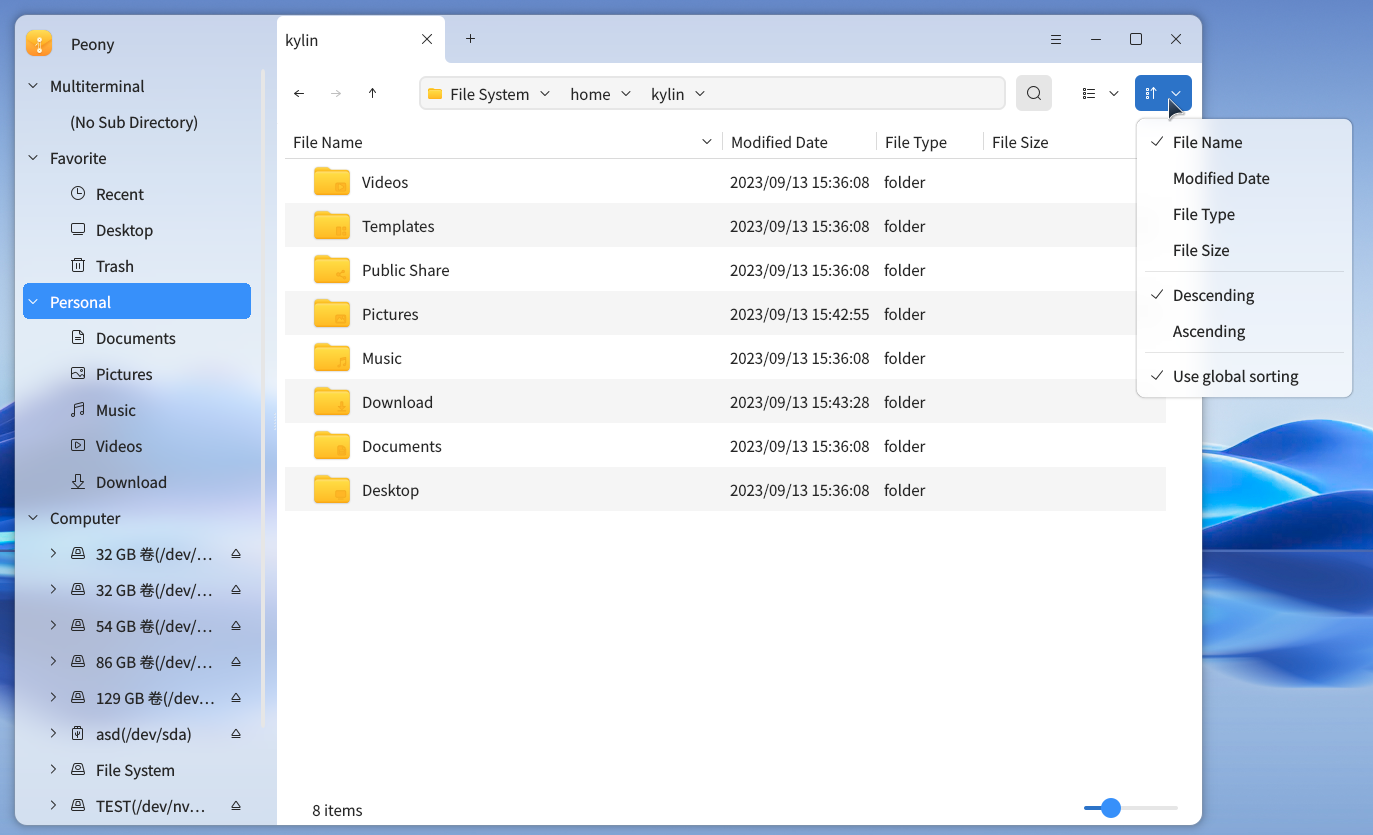 Peony
Multiterminal
(No Sub Directory)
Favorite
Recent
Desktop
Trash
Personal
Documents
Pictures
Music
Videos
Download
Computer
32 GB 卷(/dev/…
32 GB 卷(/dev/…
54 GB 卷(/dev/…
86 GB 卷(/dev/…
129 GB 卷(/dev…
asd(/dev/sda)
File System
TEST(/dev/nv…
kylin
File System home kylin
File Name Modified Date File Type File Size
Videos 2023/09/13 15:36:08 folder
Templates 2023/09/13 15:36:08 folder
Public Share 2023/09/13 15:36:08 folder
Pictures 2023/09/13 15:42:55 folder
Music 2023/09/13 15:36:08 folder
Download 2023/09/13 15:43:28 folder
Documents 2023/09/13 15:36:08 folder
Desktop 2023/09/13 15:36:08 folder
8 items
File Name
Modified Date
File Type
File Size
Descending
Ascending
Use global sorting